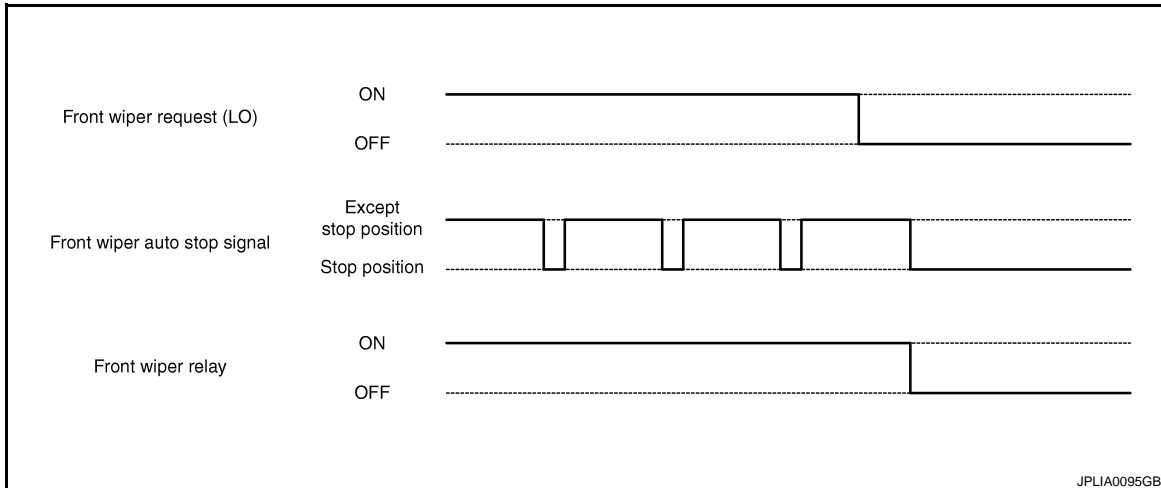 ON
Front wiper request (LO)
OFF
Except
stop position
Front wiper auto stop signal
Stop position
ON
Front wiper relay
OFF
JPLIA0095GB